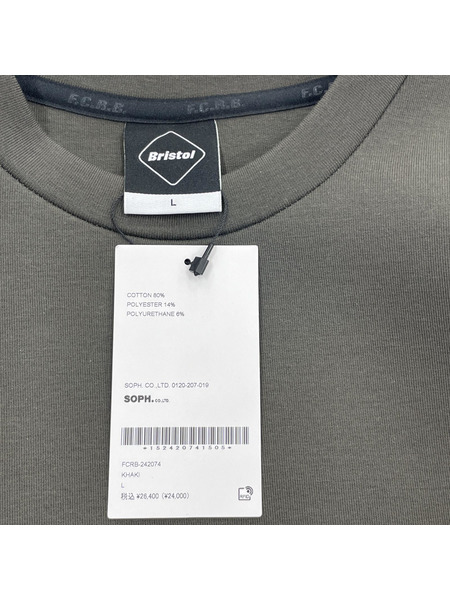 F.C.R.B.
F.C.R.B.
F.C.R.B.
Bristol
L
COTTON 80%
POLYESTER 14%
POLYURETHANE 6%
SOPH. CO.,LTD. 0120-207-019
SOPH. CO.,LTD.
*152420741505*
FCRB-242074
KHAKI
L
税込 ¥26,400 (¥24,000)